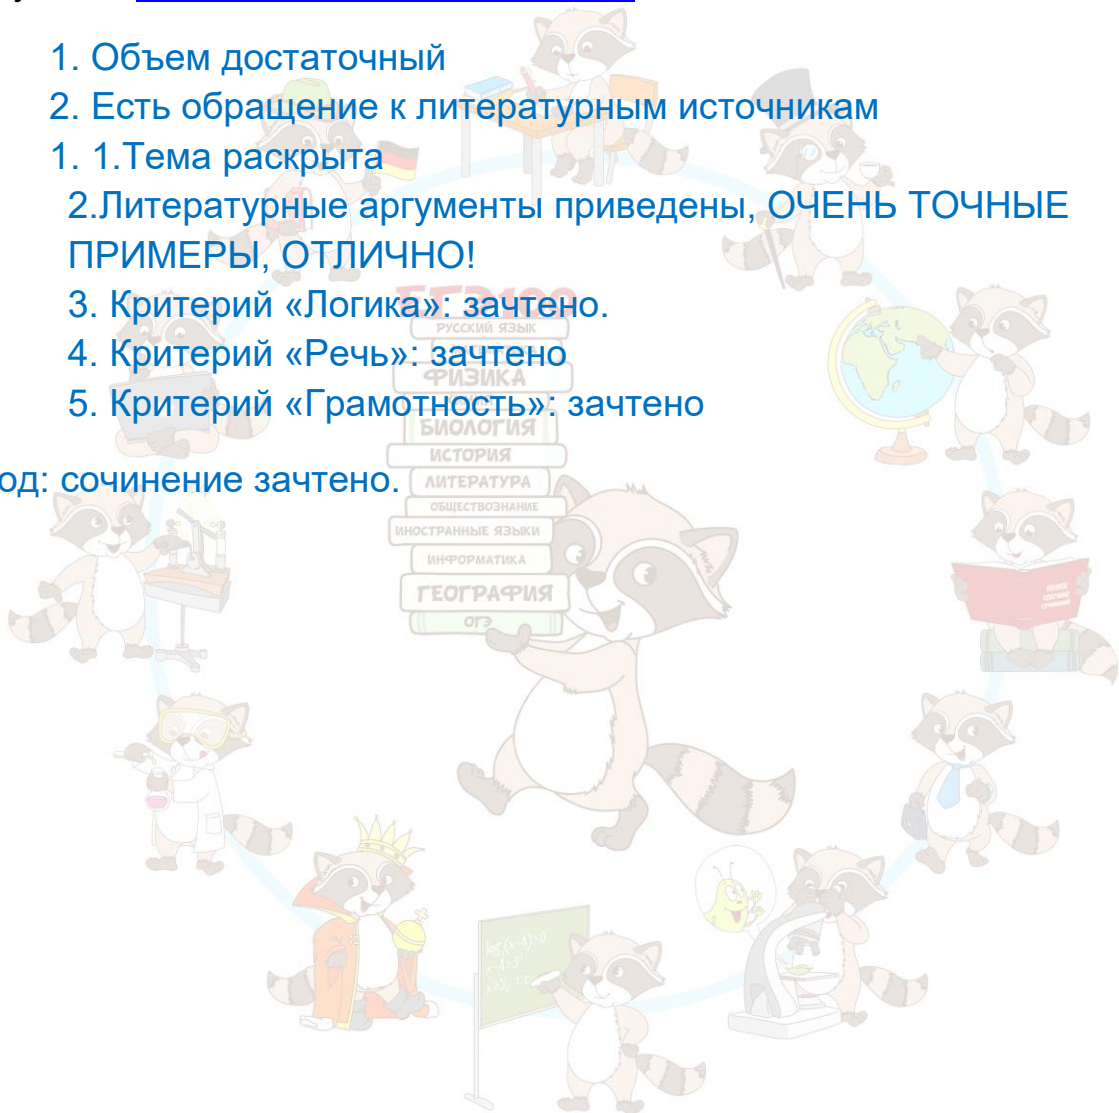 1. Объем достаточный
2. Есть обращение к литературным источникам
1. 1.Тема раскрыта
2.Литературные аргументы приведены, ОЧЕНЬ ТОЧНЫЕ
ПРИМЕРЫ, ОТЛИЧНО!
3. Критерий «Логика»: зачтено.
4. Критерий «Речь»: зачтено
5. Критерий «Грамотность»: зачтено
од: сочинение зачтено.
РУССКИЙ ЯЗЫК
ФИЗИКА
БИОЛОГИЯ
ИСТОРИЯ
ЛИТЕРАТУРА
ОБЩЕСТВОЗНАНИЕ
ИНОСТРАННЫЕ ЯЗЫКИ
ИНФОРМАТИКА
ГЕОГРАФИЯ
ОГЭ